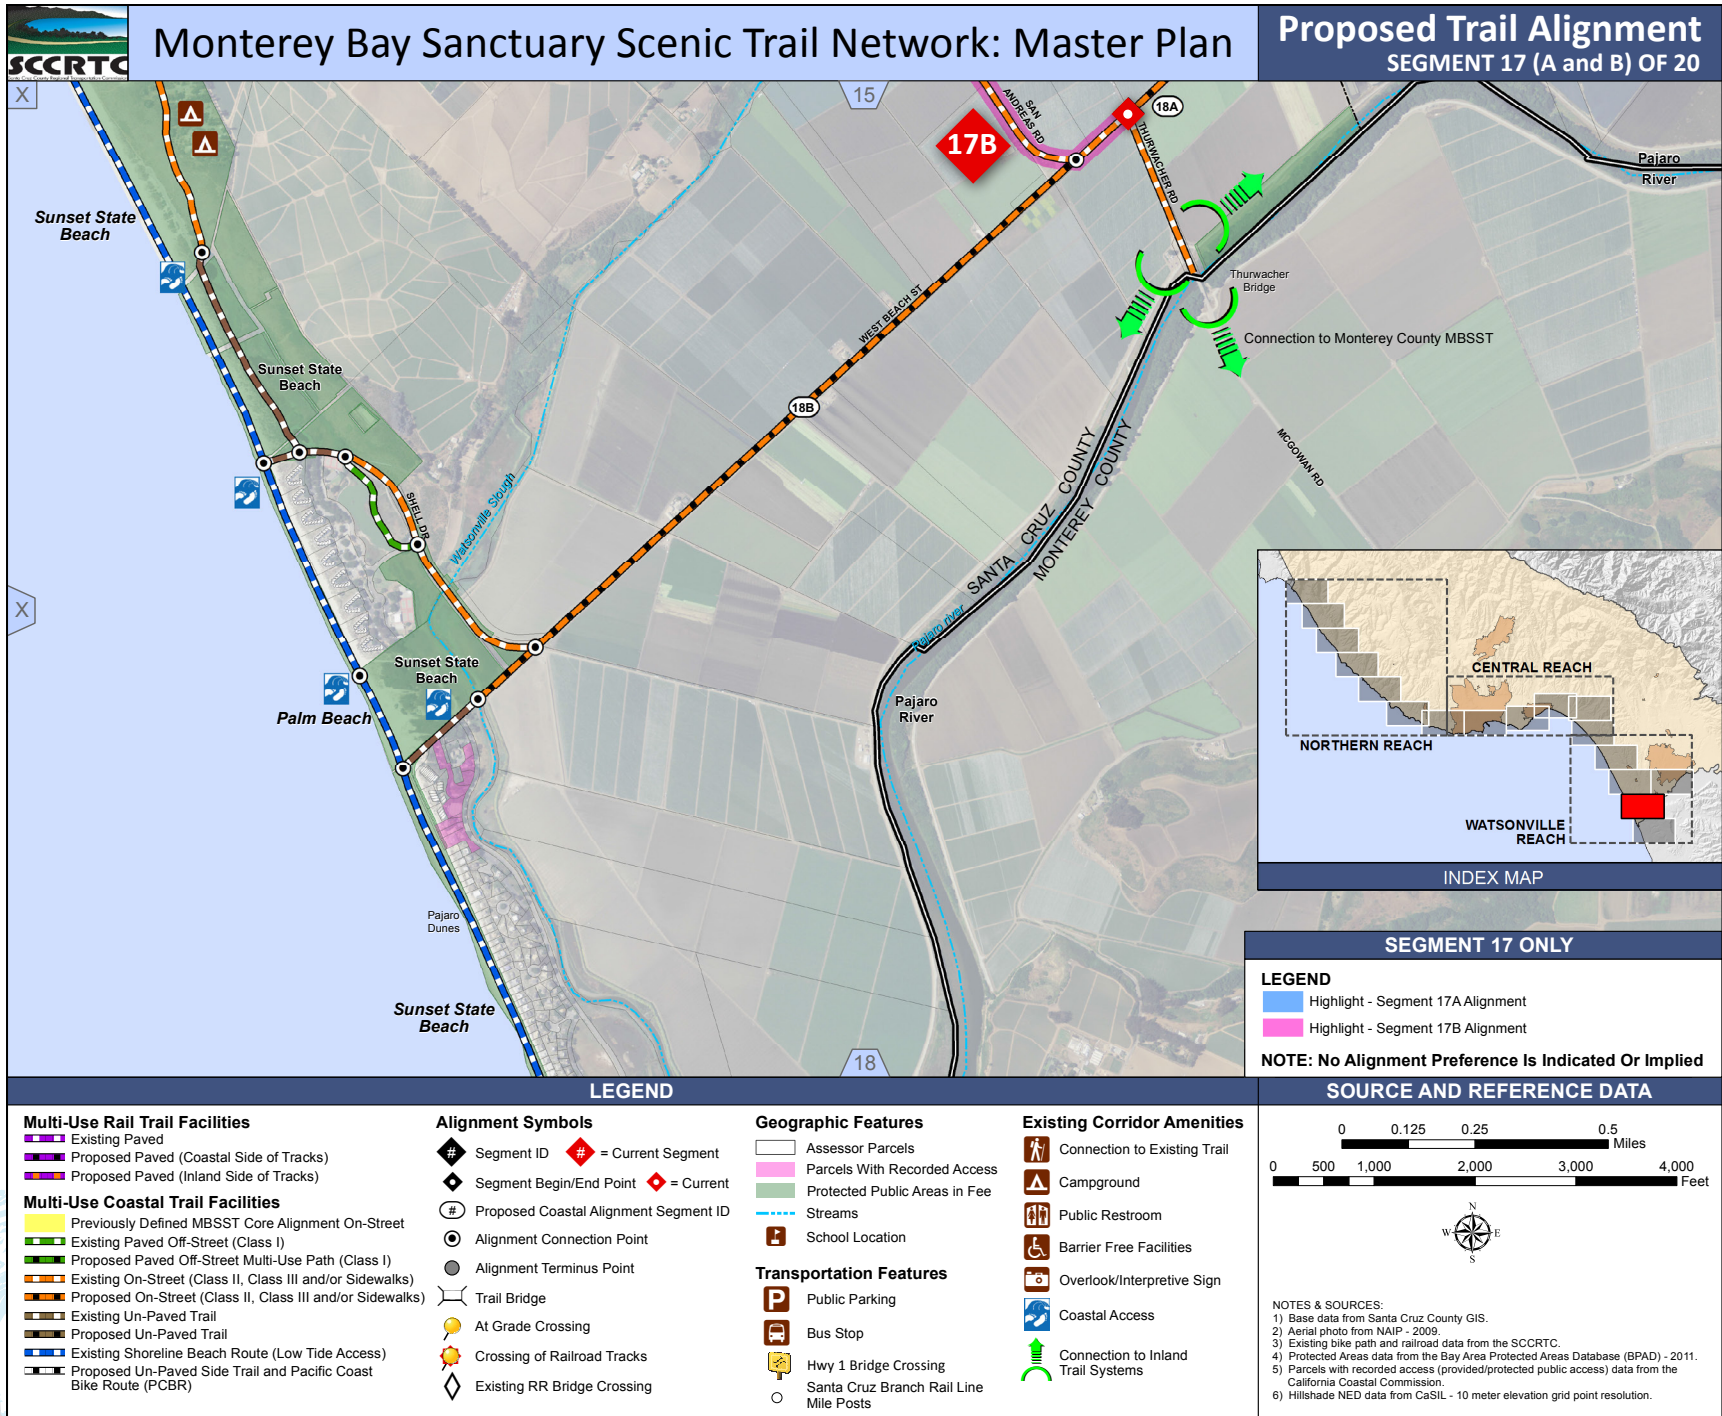 SCCRTC
Monterey Bay Sanctuary Scenic Trail Network: Master Plan
Proposed Trail Alignment
SEGMENT 17 (A and B) OF 20
X
15
SAN
ANDREAS RD
18A
17B
THURWACHER RD
Pajaro
River
Sunset State
Beach
Thurwacher
Bridge
Connection to Monterey County MBSST
WEST BEACH ST
Sunset State
Beach
18B
MCGOWAN RD
SANTA CRUZ COUNTY
MONTEREY COUNTY
SHELL DR
Watsonville Slough
X
Pajaro river
Sunset State
Beach
Pajaro
River
Palm Beach
Pajaro
Dunes
Sunset State
Beach
18
CENTRAL REACH
NORTHERN REACH
WATSONVILLE
REACH
INDEX MAP
SEGMENT 17 ONLY
LEGEND
Highlight - Segment 17A Alignment
Highlight - Segment 17B Alignment
NOTE: No Alignment Preference Is Indicated Or Implied
LEGEND
Multi-Use Rail Trail Facilities
Existing Paved
Proposed Paved (Coastal Side of Tracks)
Proposed Paved (Inland Side of Tracks)
Multi-Use Coastal Trail Facilities
Previously Defined MBSST Core Alignment On-Street
Existing Paved Off-Street (Class I)
Proposed Paved Off-Street Multi-Use Path (Class I)
Existing On-Street (Class II, Class III and/or Sidewalks)
Proposed On-Street (Class II, Class III and/or Sidewalks)
Existing Un-Paved Trail
Proposed Un-Paved Trail
Existing Shoreline Beach Route (Low Tide Access)
Proposed Un-Paved Side Trail and Pacific Coast
Bike Route (PCBR)
Alignment Symbols
# Segment ID # = Current Segment
Segment Begin/End Point = Current
# Proposed Coastal Alignment Segment ID
Alignment Connection Point
Alignment Terminus Point
Trail Bridge
At Grade Crossing
Crossing of Railroad Tracks
Existing RR Bridge Crossing
Geographic Features
Assessor Parcels
Parcels With Recorded Access
Protected Public Areas in Fee
Streams
School Location
Transportation Features
P Public Parking
Bus Stop
Hwy 1 Bridge Crossing
Santa Cruz Branch Rail Line
Mile Posts
Existing Corridor Amenities
Connection to Existing Trail
Campground
Public Restroom
Barrier Free Facilities
Overlook/Interpretive Sign
Coastal Access
Connection to Inland
Trail Systems
SOURCE AND REFERENCE DATA
0 0.125 0.25 0.5
Miles
0 500 1,000 2,000 3,000 4,000
Feet
N
W E
S
NOTES & SOURCES:
1) Base data from Santa Cruz County GIS.
2) Aerial photo from NAIP - 2009.
3) Existing bike path and railroad data from the SCCRTC.
4) Protected Areas data from the Bay Area Protected Areas Database (BPAD) - 2011.
5) Parcels with recorded access (provided/protected public access) data from the
California Coastal Commission.
6) Hillshade NED data from CaSIL - 10 meter elevation grid point resolution.